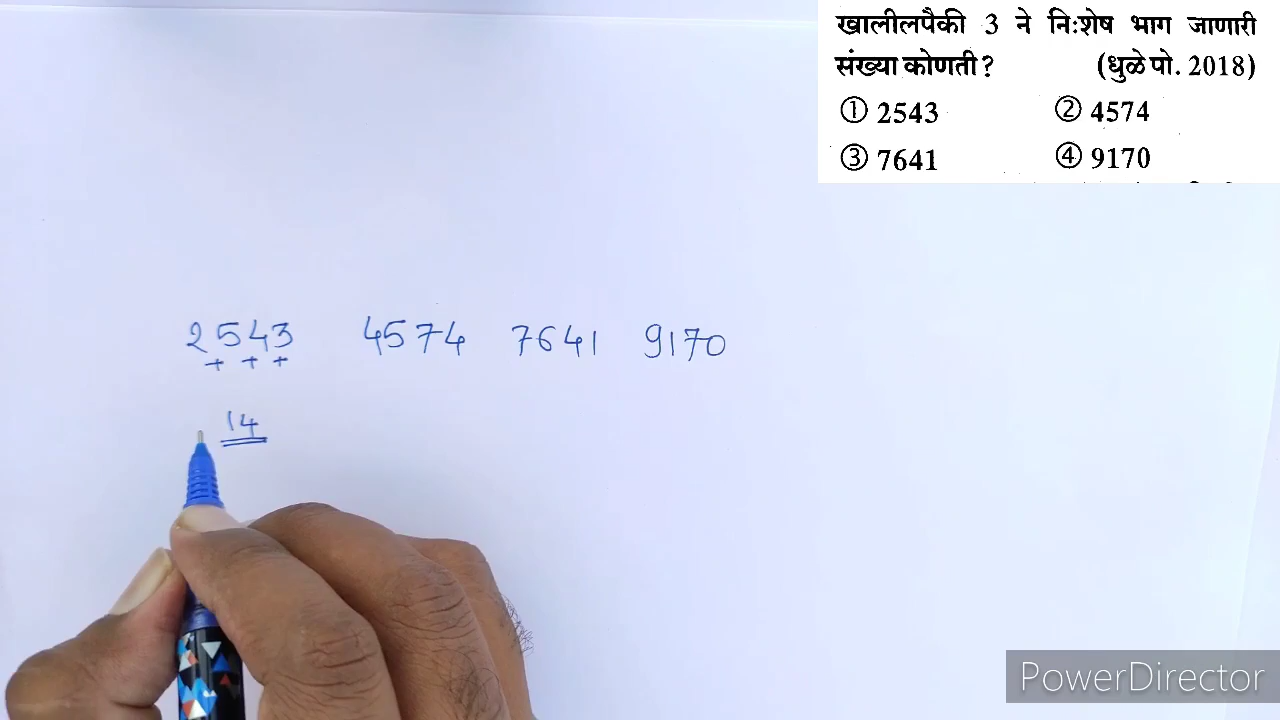 खालीलपैकी 3 ने निःशेष भाग जाणारी
संख्या कोणती? (धुळे पो. 2018)
① 2543 ② 4574
③ 7641 ④ 9170
2543 4574 7641 9170
+ + +
14
PowerDirector